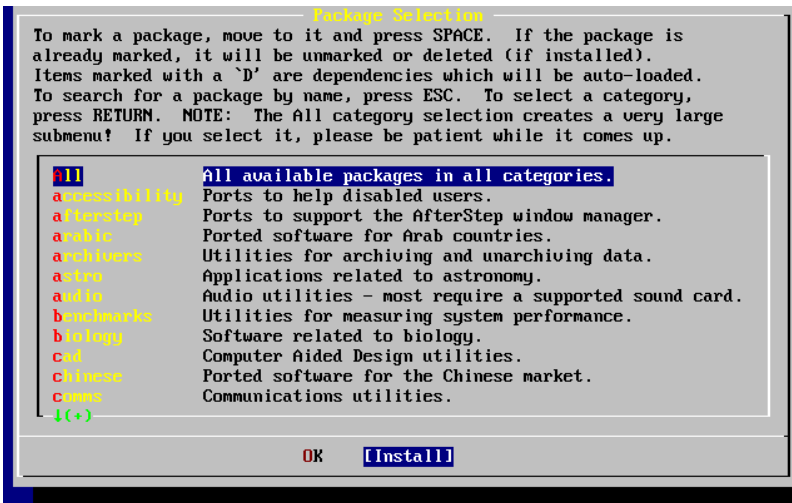 Package Selection
To mark a package, move to it and press SPACE.  If the package is
already marked, it will be unmarked or deleted (if installed).
Items marked with a `D' are dependencies which will be auto-loaded.
To search for a package by name, press ESC.  To select a category,
press RETURN.  NOTE:  The All category selection creates a very large
submenu!  If you select it, please be patient while it comes up.
All All available packages in all categories.
accessibility Ports to help disabled users.
afterstep Ports to support the AfterStep window manager.
arabic Ported software for Arab countries.
archivers Utilities for archiving and unarchiving data.
astro Applications related to astronomy.
audio Audio utilities - most require a supported sound card.
benchmarks Utilities for measuring system performance.
biology Software related to biology.
cad Computer Aided Design utilities.
chinese Ported software for the Chinese market.
comms Communications utilities.
↓(+)
OK [Install]